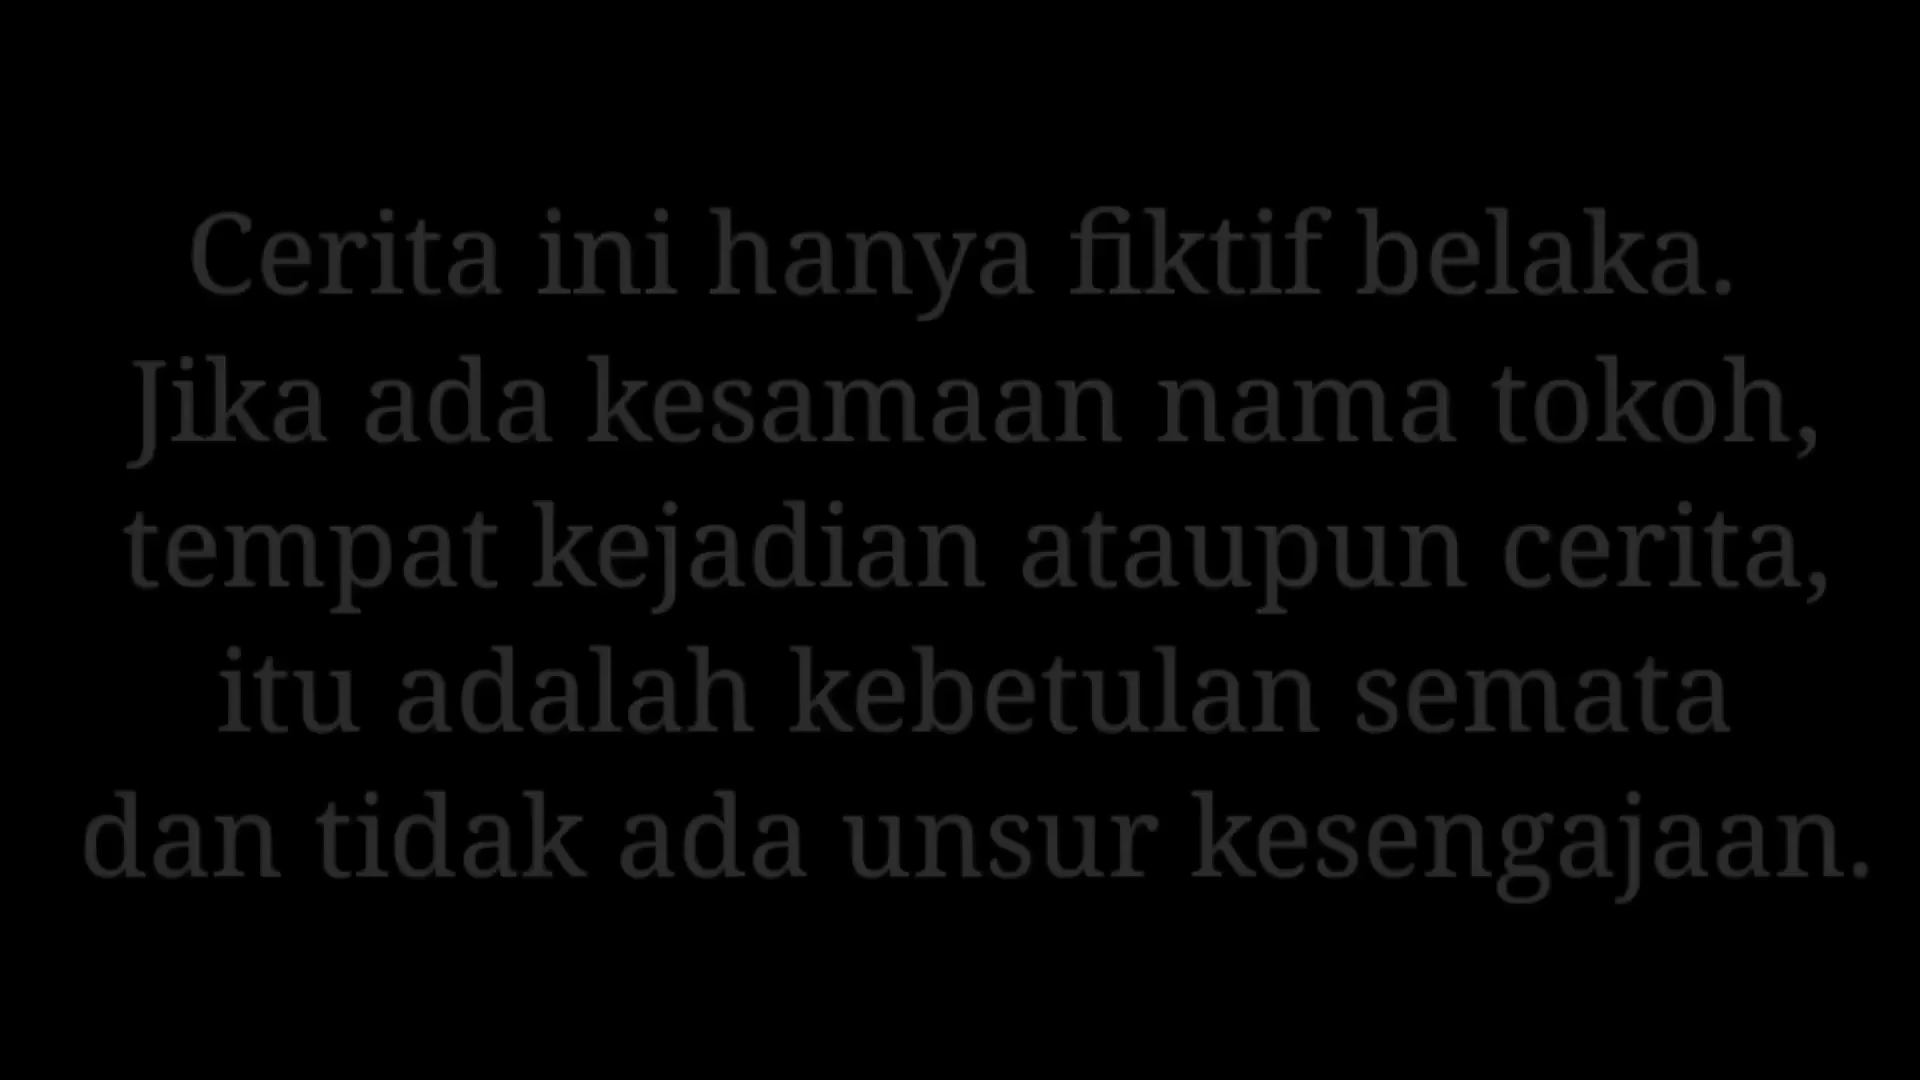 Cerita ini hanya fiktif belaka.
Jika ada kesamaan nama tokoh,
tempat kejadian ataupun cerita,
itu adalah kebetulan semata
dan tidak ada unsur kesengajaan.